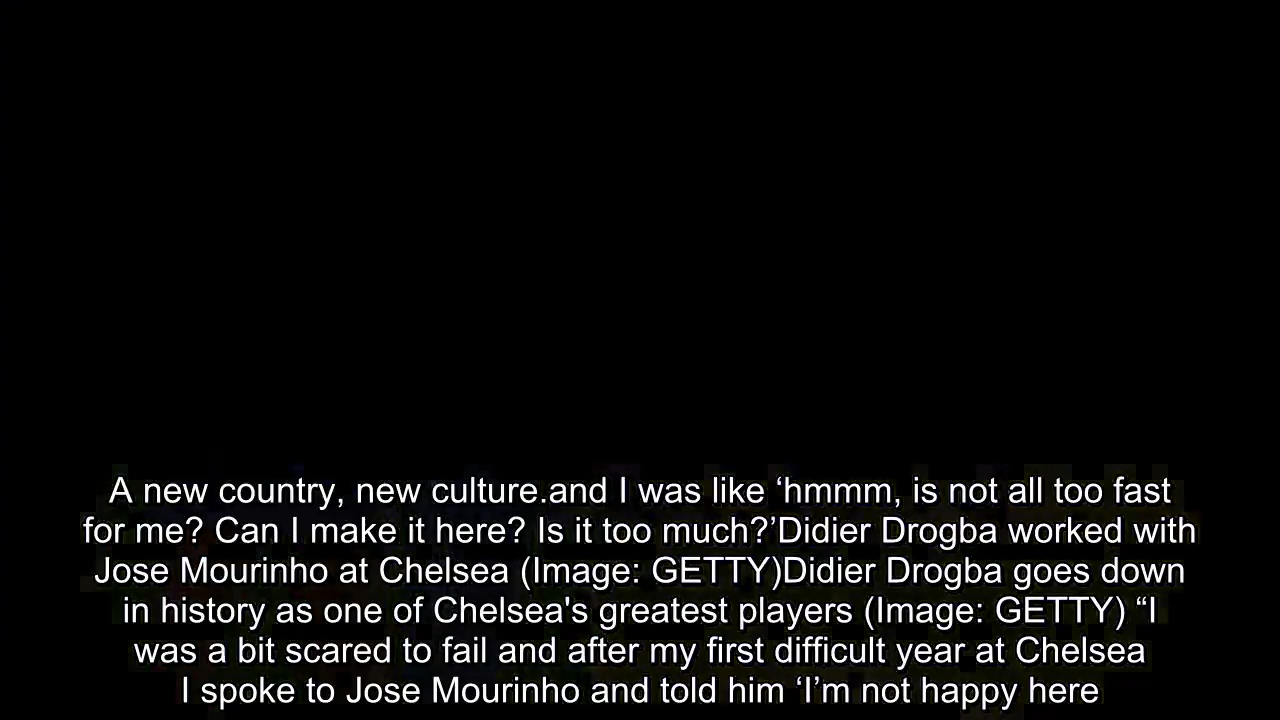 A new country, new culture.and I was like ‘hmmm, is not all too fast
for me? Can I make it here? Is it too much?’Didier Drogba worked with
Jose Mourinho at Chelsea (Image: GETTY)Didier Drogba goes down
in history as one of Chelsea's greatest players (Image: GETTY) “I
was a bit scared to fail and after my first difficult year at Chelsea
I spoke to Jose Mourinho and told him ‘I’m not happy here